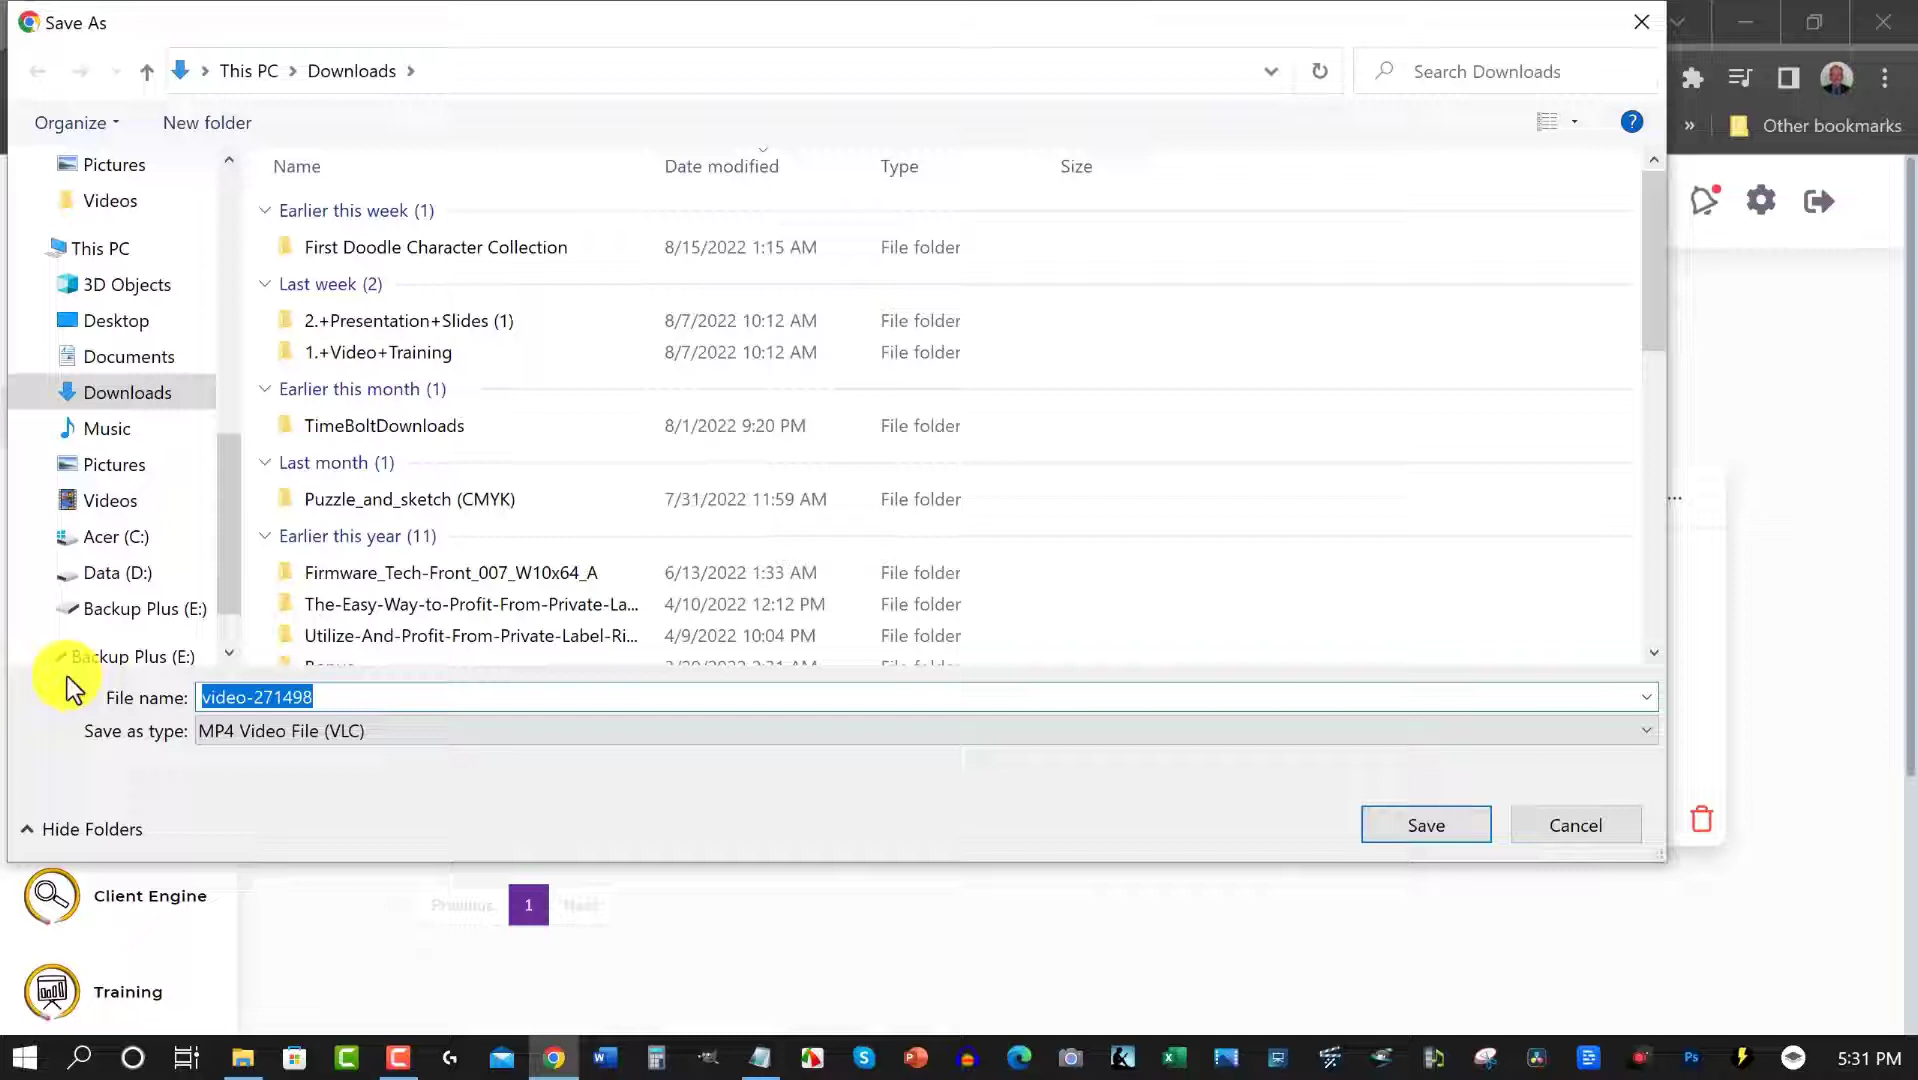 Save As
This PC
Downloads
Search Downloads
Organize
New folder
Other bookmarks
Pictures
Videos
This PC
3D Objects
Desktop
Documents
Downloads
Music
Pictures
Videos
Acer (C:)
Data (D:)
Backup Plus (E:)
Backup Plus (E:)
Name Date modified Type Size
Earlier this week (1)
First Doodle Character Collection 8/15/2022 1:15 AM File folder
Last week (2)
2.+Presentation+Slides (1) 8/7/2022 10:12 AM File folder
1.+Video+Training 8/7/2022 10:12 AM File folder
Earlier this month (1)
TimeBoltDownloads 8/1/2022 9:20 PM File folder
Last month (1)
Puzzle_and_sketch (CMYK) 7/31/2022 11:59 AM File folder
Earlier this year (11)
Firmware_Tech-Front_007_W10x64_A 6/13/2022 1:33 AM File folder
The-Easy-Way-to-Profit-From-Private-La... 4/10/2022 12:12 PM File folder
Utilize-And-Profit-From-Private-Label-Ri... 4/9/2022 10:04 PM File folder
File name: video-271498
Save as type: MP4 Video File (VLC)
Hide Folders
Save
Cancel
...
Client Engine
Previous 1 Next
Training
5:31 PM